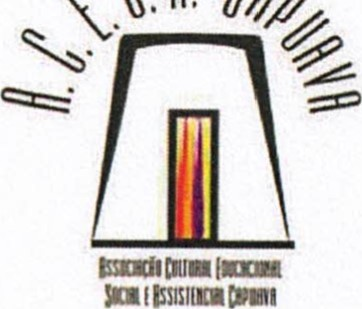 A.C.E.S.A. CAPUAVA
ASSOCIAÇÃO CULTURAL EDUCACIONAL
SOCIAL E ASSISTENCIAL CAPUAVA